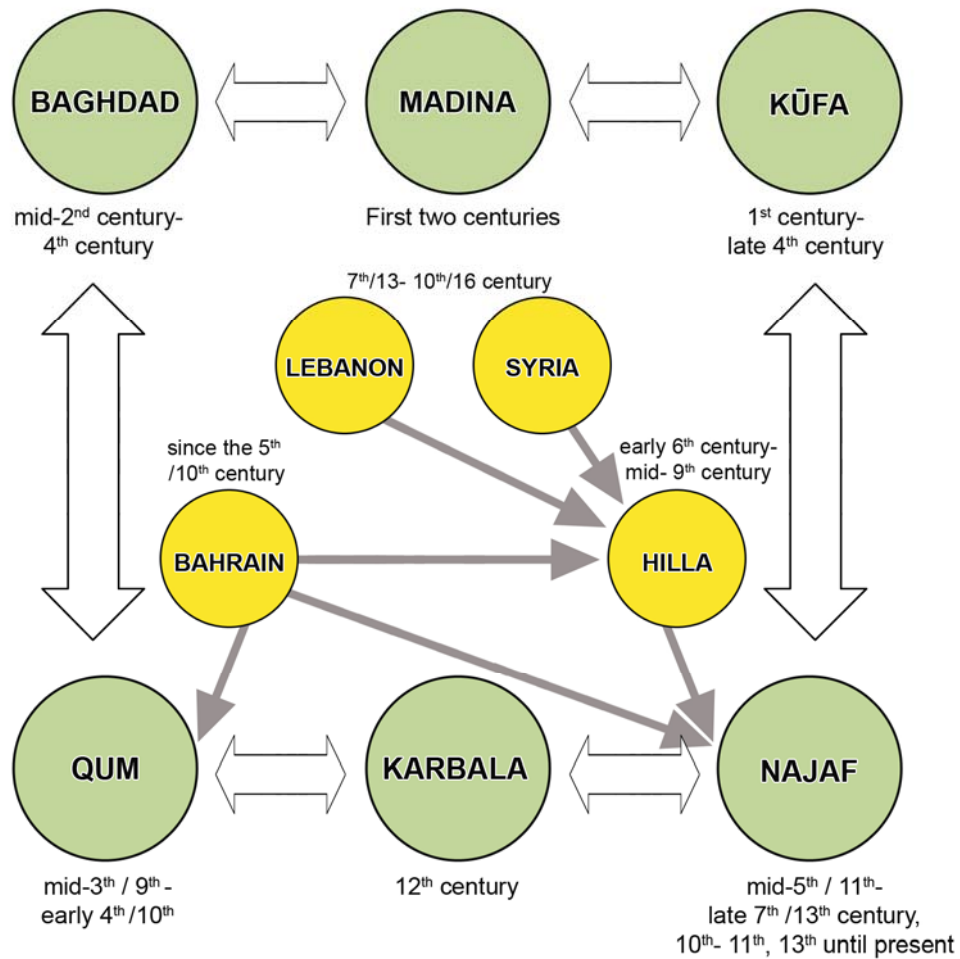 BAGHDAD
MADINA
KŪFA
mid-2nd century-
4th century
First two centuries
1st century-
late 4th century
7th/13- 10th/16 century
LEBANON
SYRIA
since the 5th
/10th century
early 6th century-
mid- 9th century
BAHRAIN
HILLA
QUM
KARBALA
NAJAF
mid-3th / 9th -
early 4th /10th
12th century
mid-5th / 11th-
late 7th /13th century,
10th- 11th, 13th until present